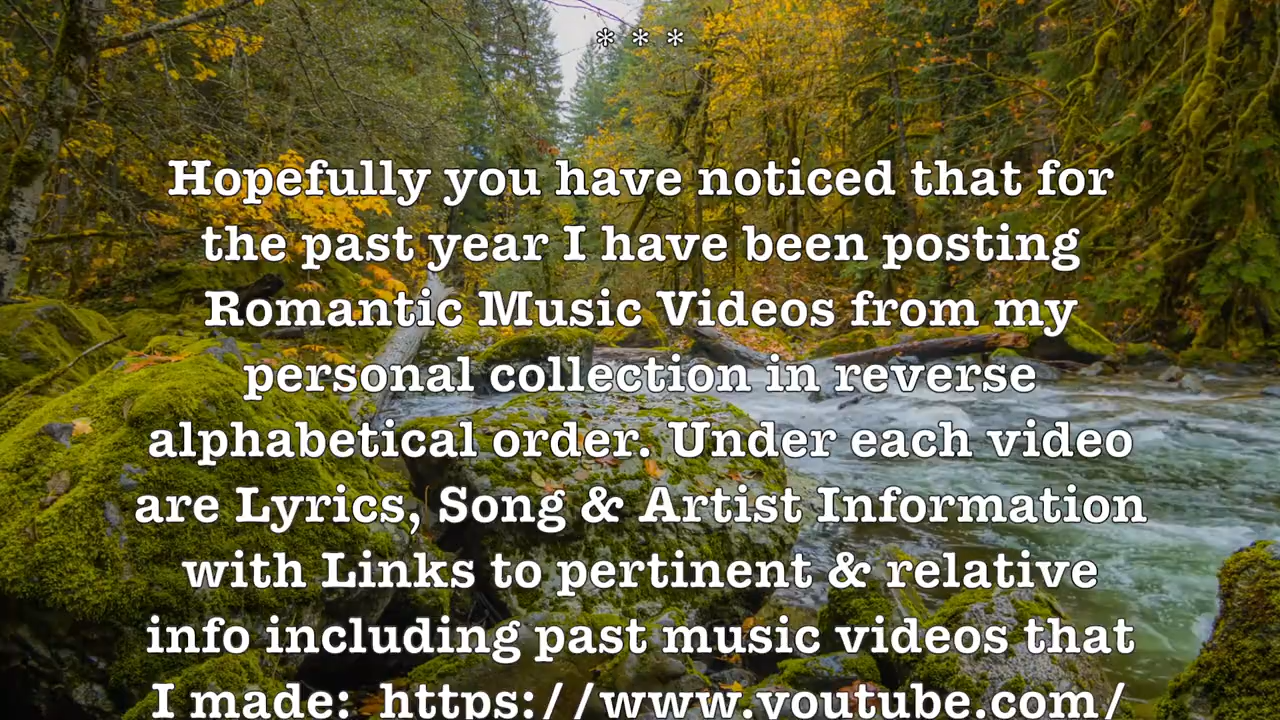 * * *
Hopefully you have noticed that for
the past year I have been posting
Romantic Music Videos from my
personal collection in reverse
alphabetical order. Under each video
are Lyrics, Song & Artist Information
with Links to pertinent & relative
info including past music videos that
I made:  https://www.youtube.com/